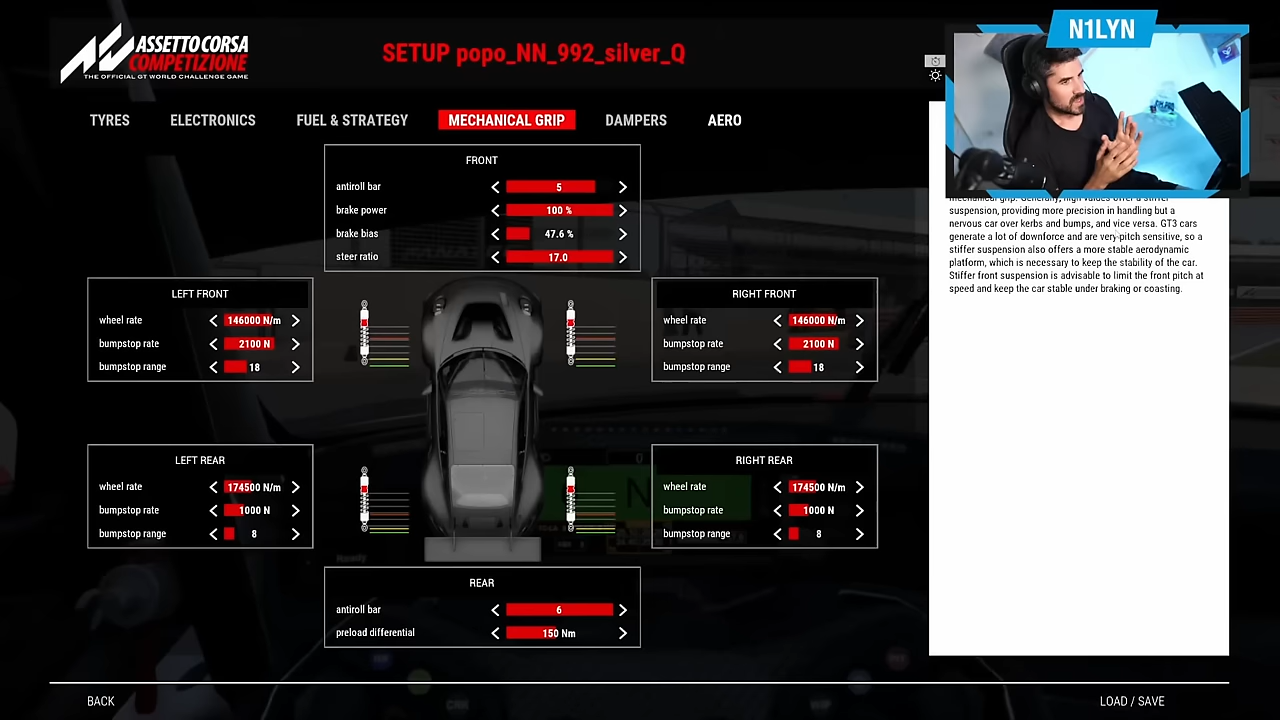 N1LYN
ASSETTO CORSA
COMPETIZIONE
THE OFFICIAL GT WORLD CHALLENGE GAME
SETUP popo_NN_992_silver_Q
TYRES ELECTRONICS FUEL & STRATEGY MECHANICAL GRIP DAMPERS AERO
FRONT
antiroll bar 5
brake power 100 %
brake bias 47.6 %
steer ratio 17.0
LEFT FRONT
wheel rate 146000 N/m
bumpstop rate 2100 N
bumpstop range 18
RIGHT FRONT
wheel rate 146000 N/m
bumpstop rate 2100 N
bumpstop range 18
LEFT REAR
wheel rate 174500 N/m
bumpstop rate 1000 N
bumpstop range 8
RIGHT REAR
wheel rate 174500 N/m
bumpstop rate 1000 N
bumpstop range 8
REAR
antiroll bar 6
preload differential 150 Nm
mechanical grip. Generally, high values offer a stiffer
suspension, providing more precision in handling but a
nervous car over kerbs and bumps, and vice versa. GT3 cars
generate a lot of downforce and are very pitch sensitive, so a
stiffer suspension also offers a more stable aerodynamic
platform, which is necessary to keep the stability of the car.
Stiffer front suspension is advisable to limit the front pitch at
speed and keep the car stable under braking or coasting.
BACK LOAD / SAVE